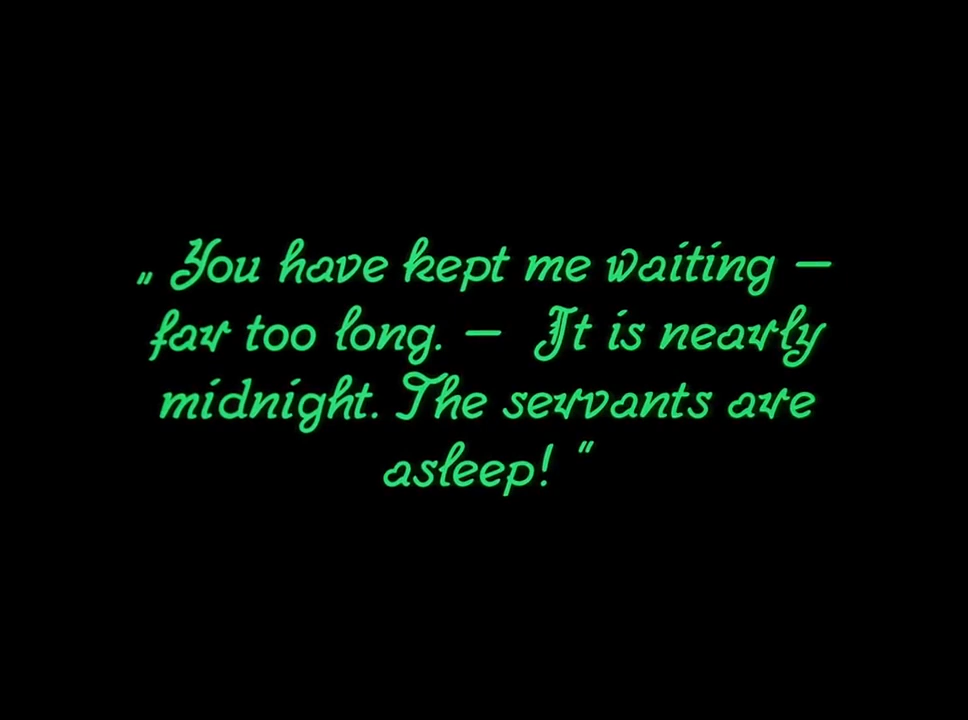 „ You have kept me waiting —
far too long. — It is nearly
midnight. The servants are
asleep! “